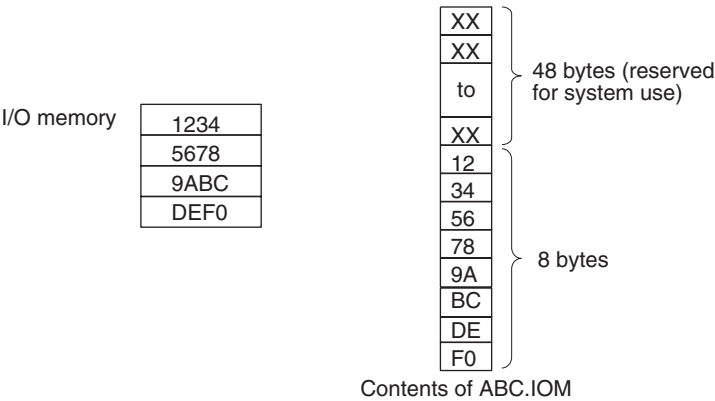 I/O memory
1234
5678
9ABC
DEF0
XX
XX
to
XX
48 bytes (reserved
for system use)
12
34
56
78
9A
BC
DE
F0
8 bytes
Contents of ABC.IOM